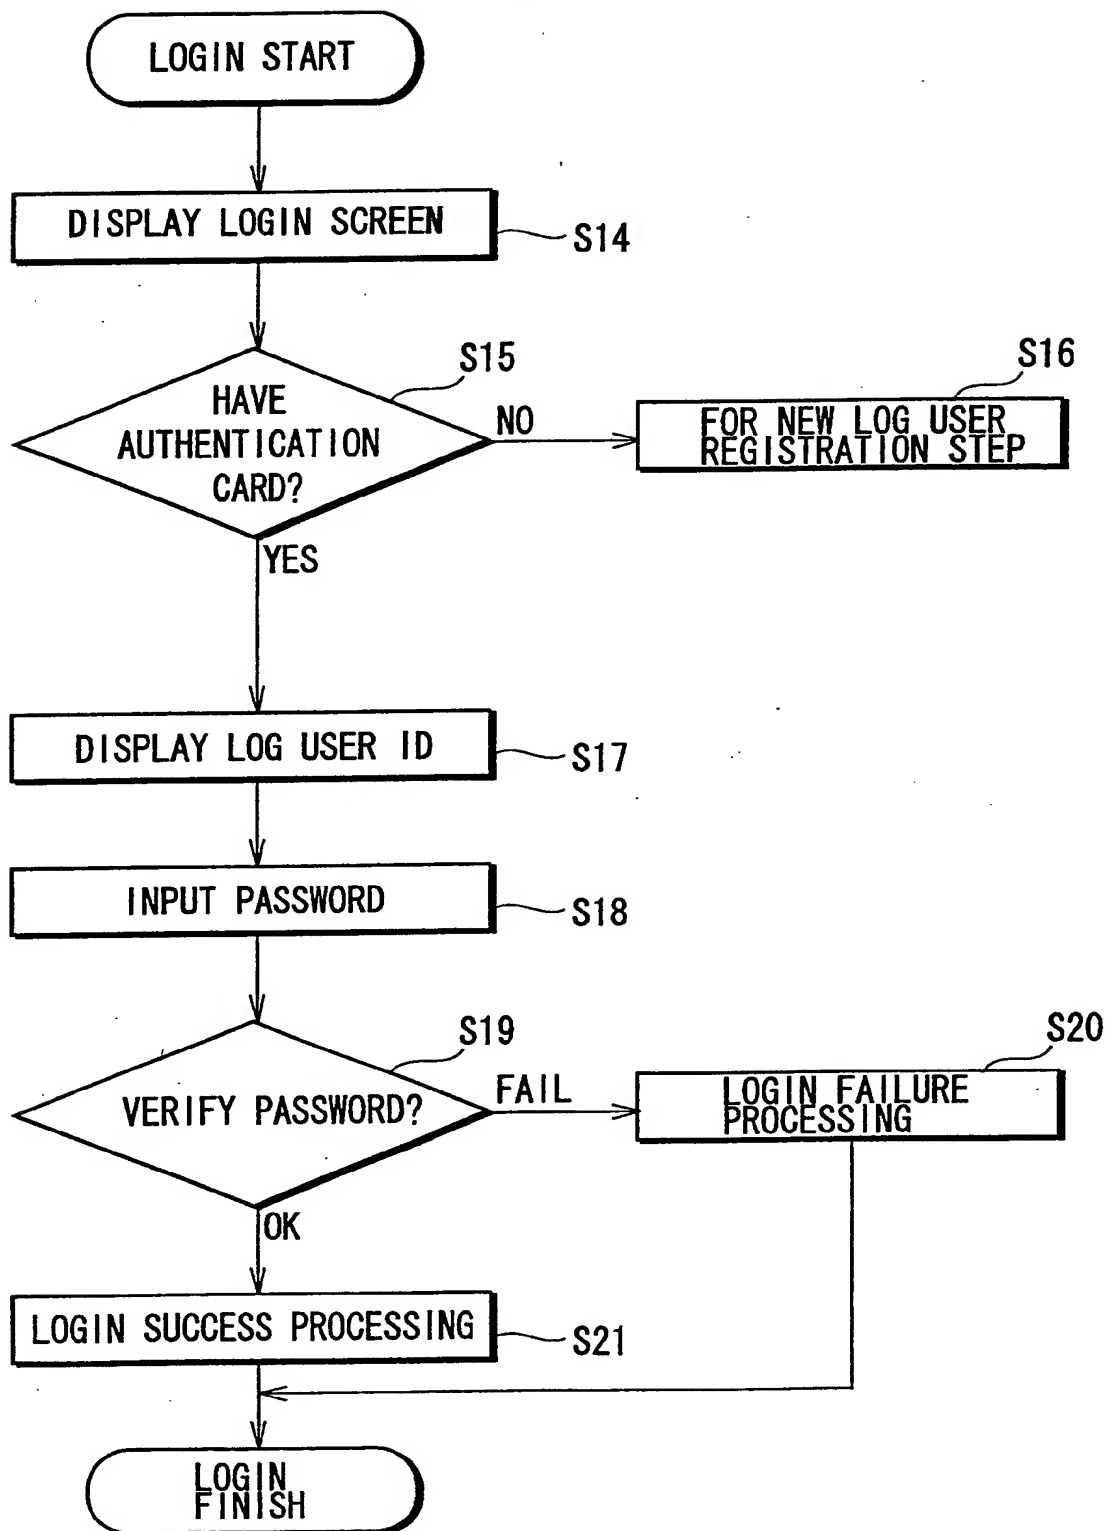 LOGIN START
DISPLAY LOGIN SCREEN
S14
S15
HAVE
AUTHENTICATION
CARD?
NO
S16
FOR NEW LOG USER
REGISTRATION STEP
YES
DISPLAY LOG USER ID
S17
INPUT PASSWORD
S18
S19
VERIFY PASSWORD?
FAIL
S20
LOGIN FAILURE
PROCESSING
OK
LOGIN SUCCESS PROCESSING
S21
LOGIN
FINISH